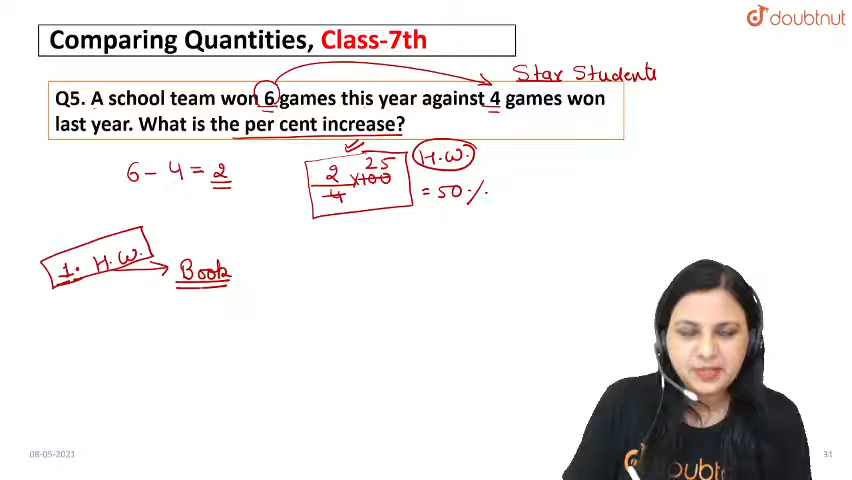 doubtnut
Comparing Quantities, Class-7th
Star Students
Q5. A school team won 6 games this year against 4 games won
last year. What is the per cent increase?
6 - 4 = 2
2/4 × 100 25 = 50 %
H.W.
1. H.W. → Book
08-05-2021
31
doubtnut